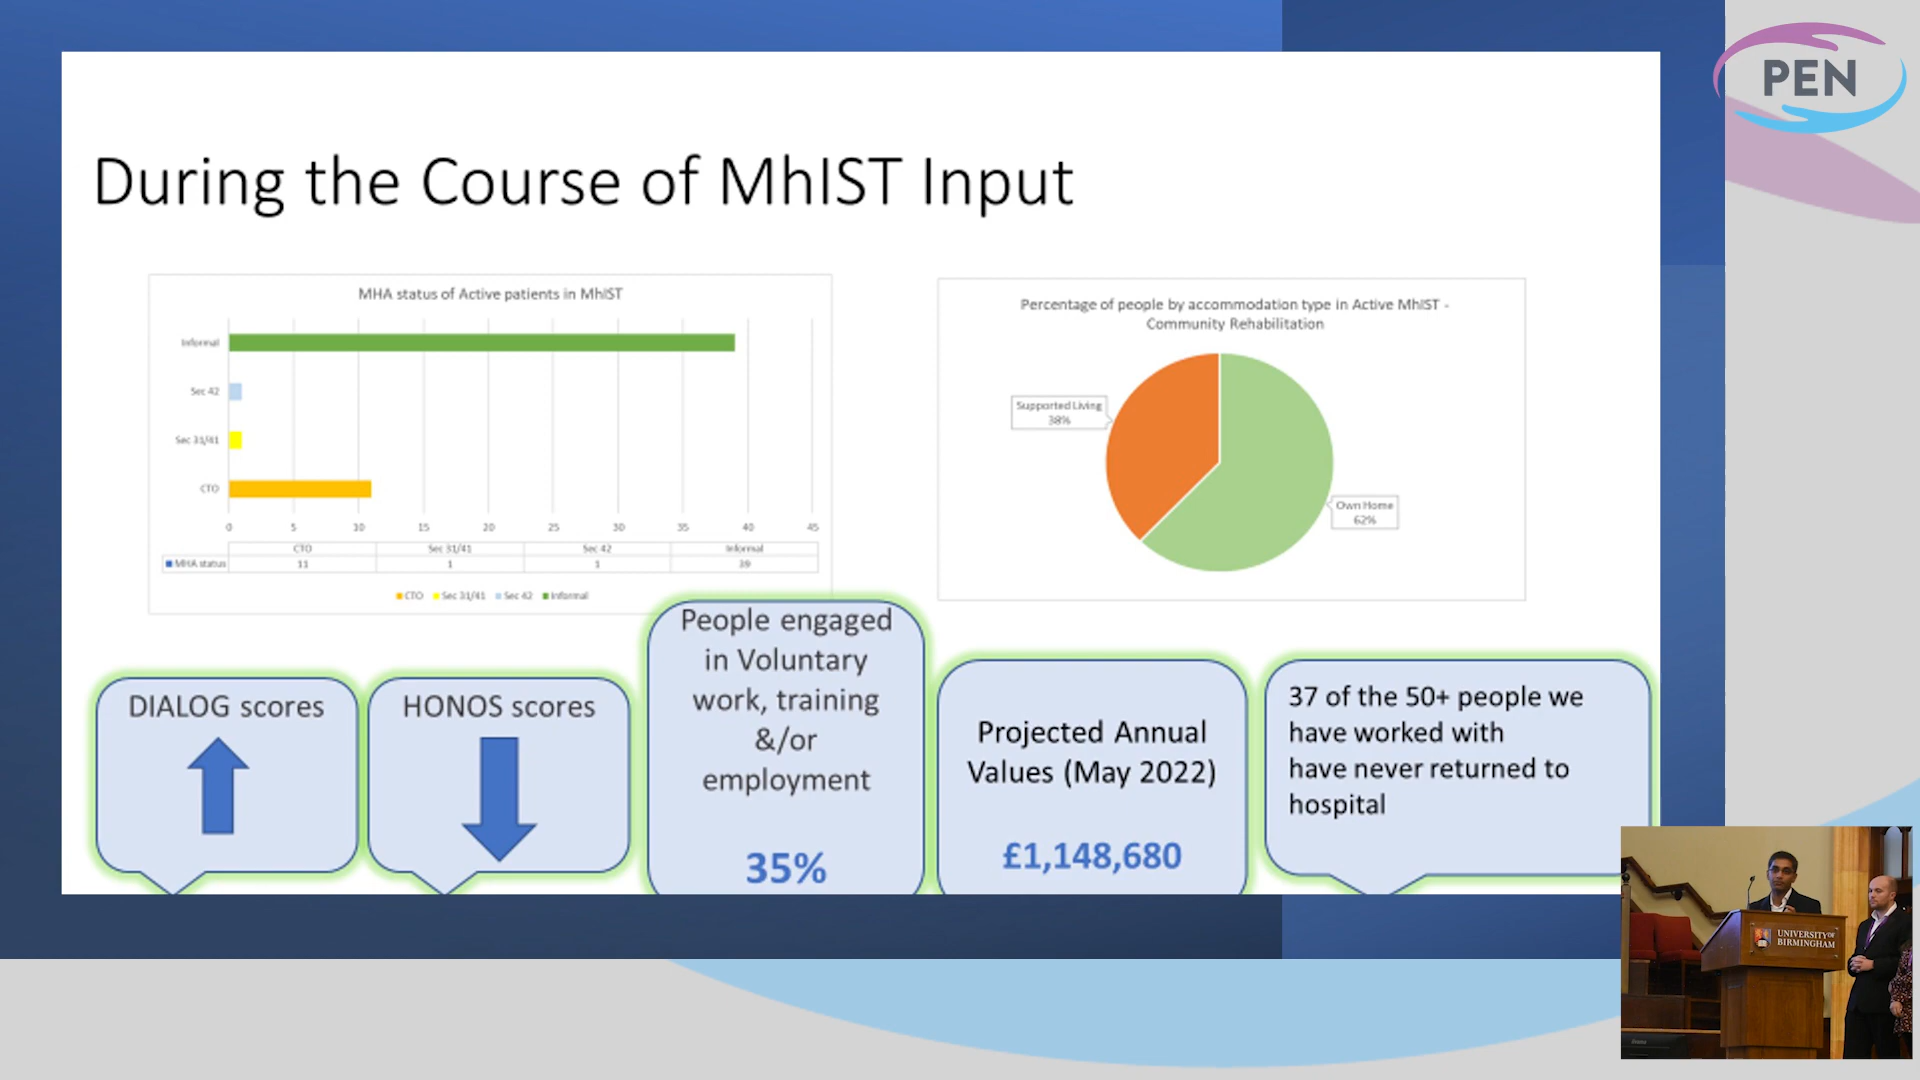 PEN
During the Course of MhIST Input
MHA status of Active patients in MhIST
Informal
Sec 42
Sec 31/41
CTO
0 5 10 15 20 25 30 35 40 45
CTO Sec 31/41 Sec 42 Informal
MHA status 11 1 1 39
CTO Sec 31/41 Sec 42 Informal
Percentage of people by accommodation type in Active MhIST -
Community Rehabilitation
Supported Living
38%
Own Home
62%
DIALOG scores
HONOS scores
People engaged
in Voluntary
work, training
&/or
employment
35%
Projected Annual
Values (May 2022)
£1,148,680
37 of the 50+ people we
have worked with
have never returned to
hospital
UNIVERSITY OF
BIRMINGHAM